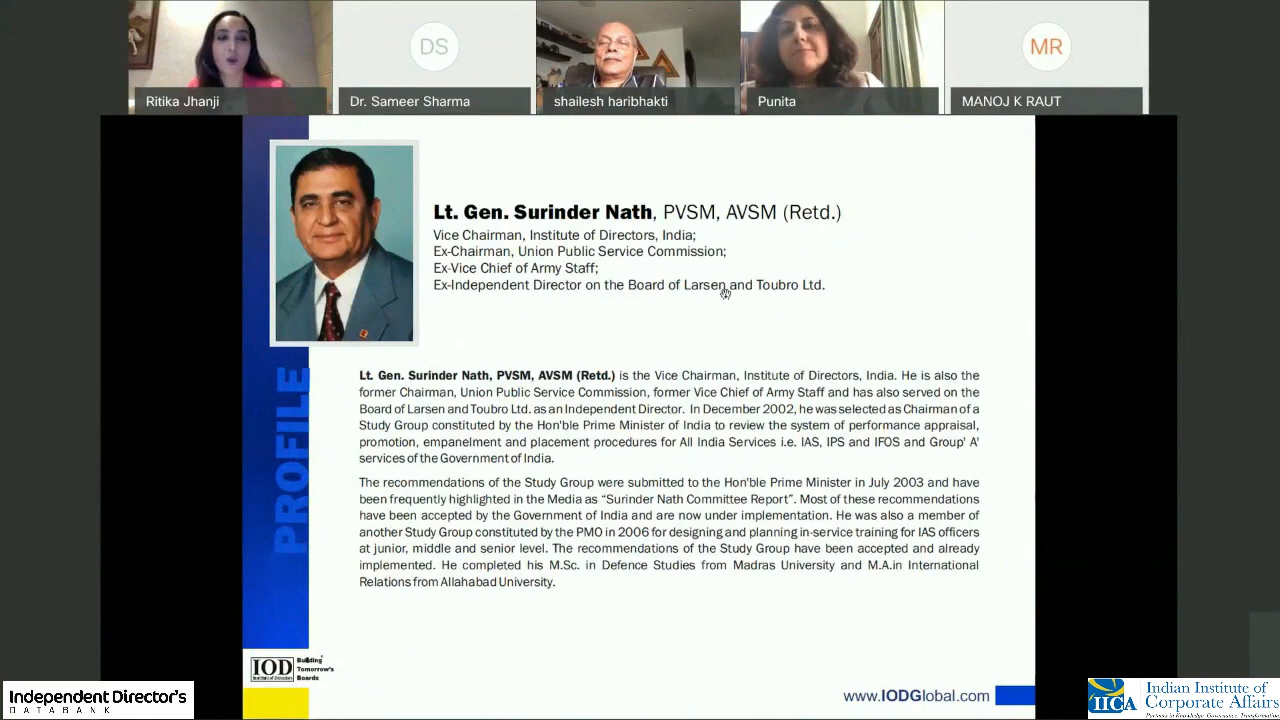 DS
MR
Ritika Jhanji
Dr. Sameer Sharma
shailesh haribhakti
Punita
MANOJ K RAUT
Lt. Gen. Surinder Nath, PVSM, AVSM (Retd.)
Vice Chairman, Institute of Directors, India;
Ex-Chairman, Union Public Service Commission;
Ex-Vice Chief of Army Staff;
Ex-Independent Director on the Board of Larsen and Toubro Ltd.
PROFILE
Lt. Gen. Surinder Nath, PVSM, AVSM (Retd.) is the Vice Chairman, Institute of Directors, India. He is also the
former Chairman, Union Public Service Commission, former Vice Chief of Army Staff and has also served on the
Board of Larsen and Toubro Ltd. as an Independent Director. In December 2002, he was selected as Chairman of a
Study Group constituted by the Hon'ble Prime Minister of India to review the system of performance appraisal,
promotion, empanelment and placement procedures for All India Services i.e. IAS, IPS and IFOS and Group' A'
services of the Government of India.
The recommendations of the Study Group were submitted to the Hon'ble Prime Minister in July 2003 and have
been frequently highlighted in the Media as “Surinder Nath Committee Report”. Most of these recommendations
have been accepted by the Government of India and are now under implementation. He was also a member of
another Study Group constituted by the PMO in 2006 for designing and planning in-service training for IAS officers
at junior, middle and senior level. The recommendations of the Study Group have been accepted and already
implemented. He completed his M.Sc. in Defence Studies from Madras University and M.A.in International
Relations from Allahabad University.
IOD
Institute of Directors
Building
Tomorrow's
Boards
www.IODGlobal.com
Independent Director's
DATABANK
IICA
Indian Institute of
Corporate Affairs
Partners in Knowledge. Governance. Transformation